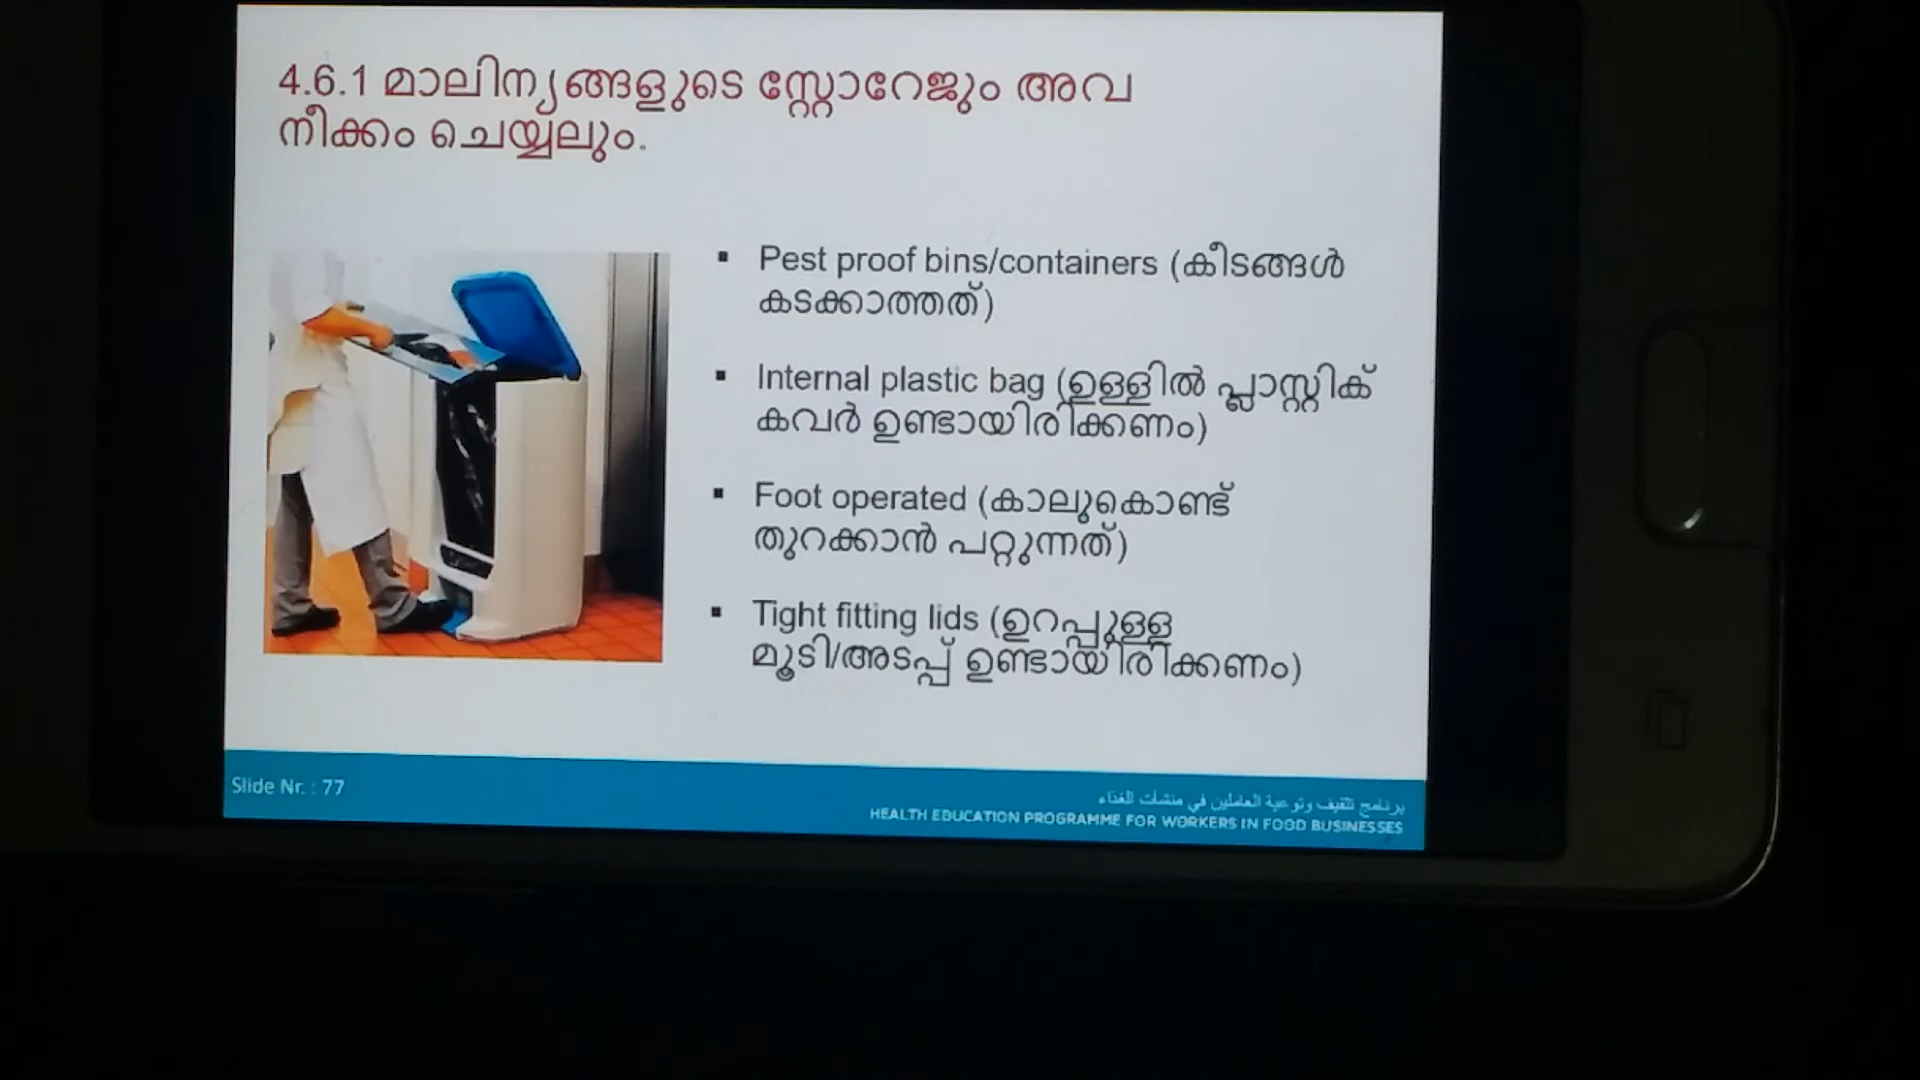 4.6.1 മാലിന്യങ്ങളുടെ സ്റ്റോറേജും അവ
നീക്കം ചെയ്യലും.
▪ Pest proof bins/containers (കീടങ്ങൾ
കടക്കാത്തത്)
▪ Internal plastic bag (ഉള്ളിൽ പ്ലാസ്റ്റിക്
കവർ ഉണ്ടായിരിക്കണം)
▪ Foot operated (കാലുകൊണ്ട്
തുറക്കാൻ പറ്റുന്നത്)
▪ Tight fitting lids (ഉറപ്പുള്ള
മൂടി/അടപ്പ് ഉണ്ടായിരിക്കണം)
Slide Nr. : 77
برنامج تثقيف وتوعية العاملين في منشآت الغذاء
HEALTH EDUCATION PROGRAMME FOR WORKERS IN FOOD BUSINESSES